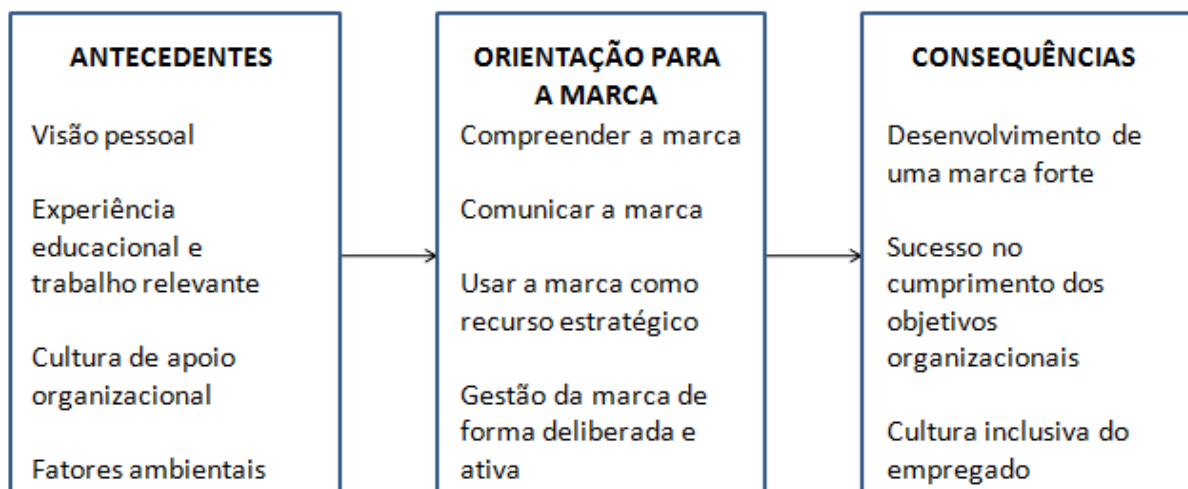 ANTECEDENTES
Visão pessoal
Experiência
educacional e
trabalho relevante
Cultura de apoio
organizacional
Fatores ambientais
ORIENTAÇÃO PARA
A MARCA
Compreender a marca
Comunicar a marca
Usar a marca como
recurso estratégico
Gestão da marca de
forma deliberada e
ativa
CONSEQUÊNCIAS
Desenvolvimento de
uma marca forte
Sucesso no
cumprimento dos
objetivos
organizacionais
Cultura inclusiva do
empregado